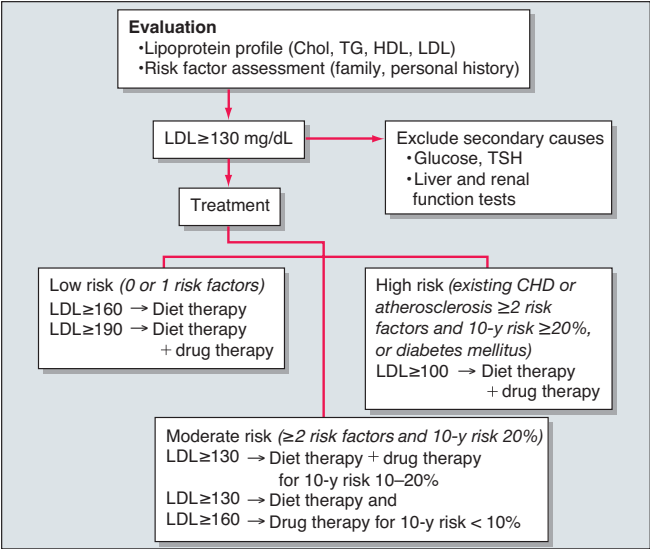 Evaluation
•Lipoprotein profile (Chol, TG, HDL, LDL)
•Risk factor assessment (family, personal history)
LDL≥130 mg/dL
Exclude secondary causes
•Glucose, TSH
•Liver and renal
function tests
Treatment
Low risk (0 or 1 risk factors)
LDL≥160 → Diet therapy
LDL≥190 → Diet therapy
+ drug therapy
High risk (existing CHD or
atherosclerosis ≥2 risk
factors and 10-y risk ≥20%,
or diabetes mellitus)
LDL≥100 → Diet therapy
+ drug therapy
Moderate risk (≥2 risk factors and 10-y risk 20%)
LDL≥130 → Diet therapy + drug therapy
for 10-y risk 10–20%
LDL≥130 → Diet therapy and
LDL≥160 → Drug therapy for 10-y risk < 10%